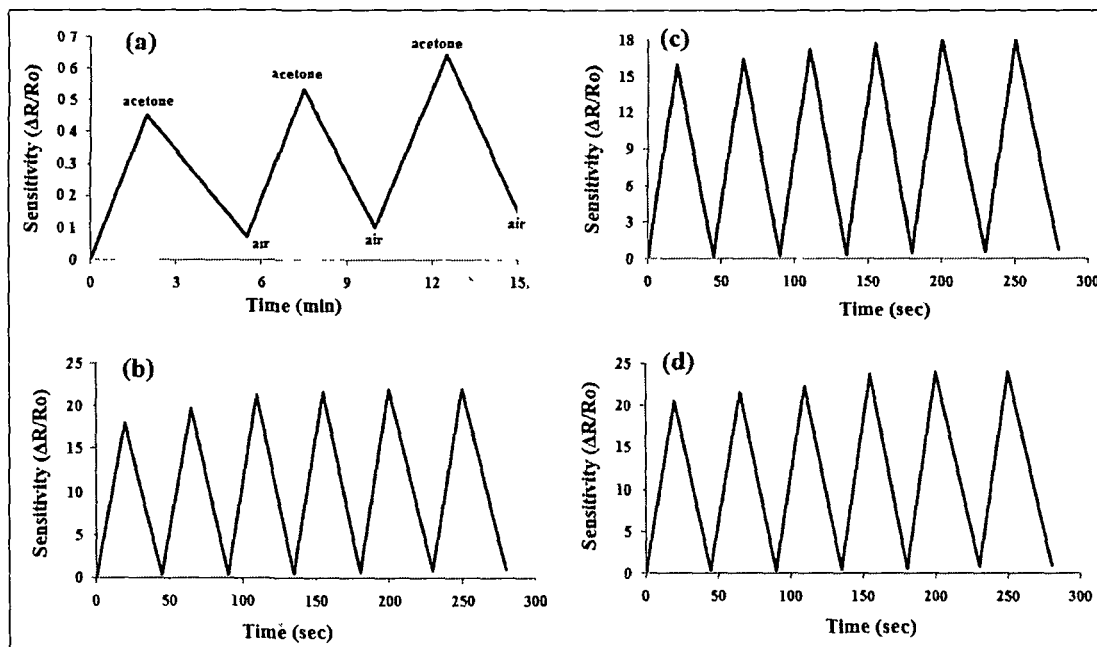 (a)
Sensitivity (ΔR/Ro)
0 7
0 6
0 5
0 4
0.3
0.2
0 1
0
acetone
acetone
acetone
air
air
air
0 3 6 9 12 15.
Time (min)
(c)
Sensitivity (ΔR/Ro)
18
15
12
9
6
3
0
0 50 100 150 200 250 300
Time (sec)
(b)
Sensitivity (ΔR/Ro)
25
20
15
10
5
0
0 50 100 150 200 250 300
Time (sec)
(d)
Sensitivity (ΔR/Ro)
25
20
15
10
5
0
0 50 100 150 200 250 300
Time (sec)